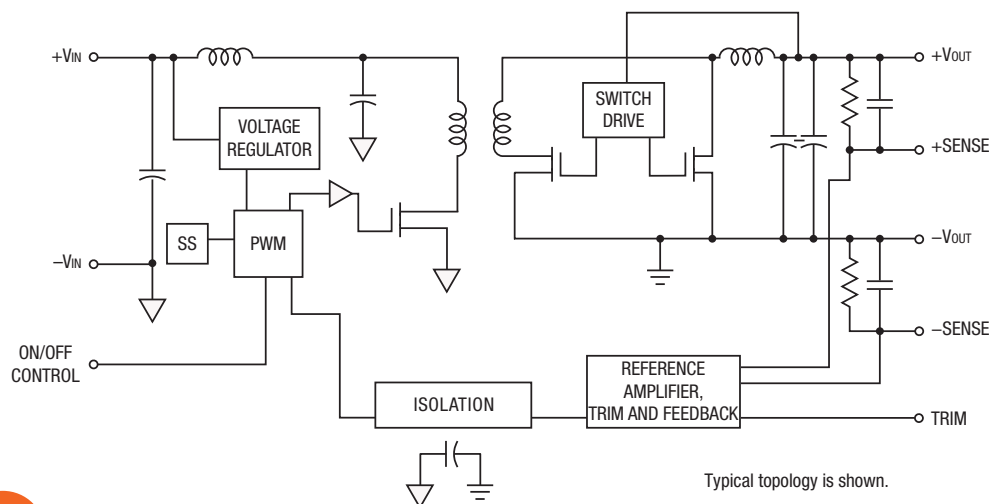 +VIN
+VOUT
SWITCH
DRIVE
VOLTAGE
REGULATOR
+SENSE
SS
PWM
–VIN
–VOUT
–SENSE
ON/OFF
CONTROL
REFERENCE
AMPLIFIER,
TRIM AND FEEDBACK
ISOLATION
TRIM
Typical topology is shown.